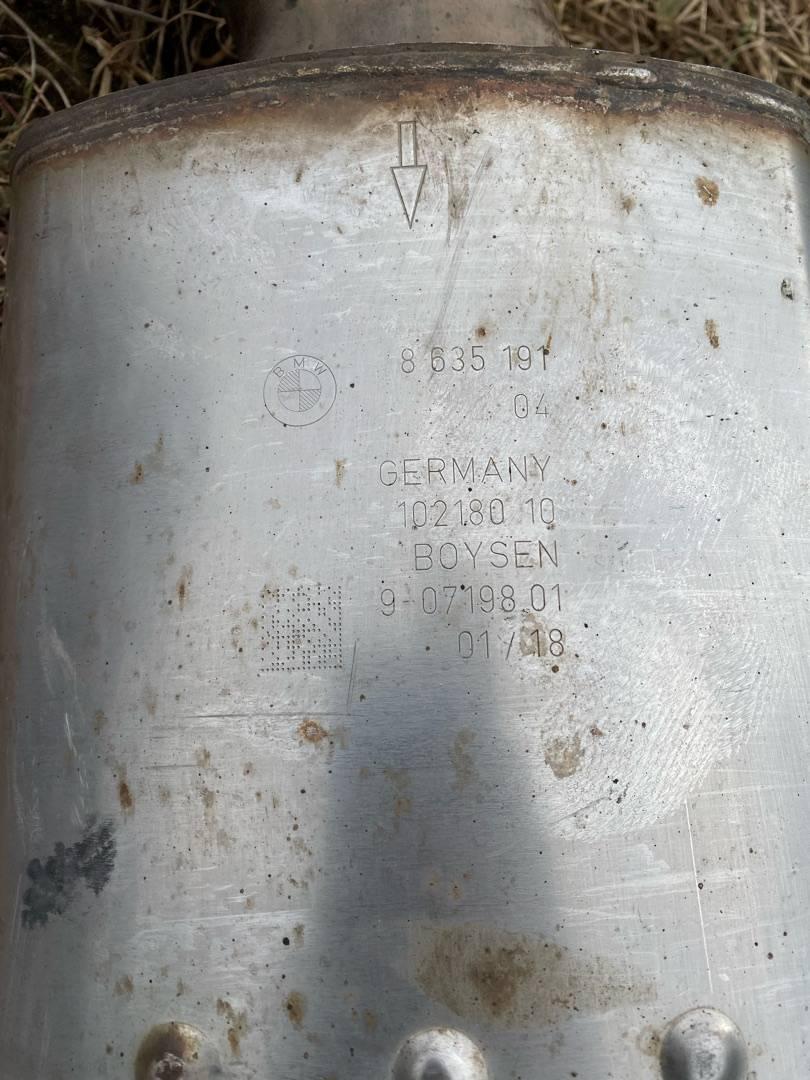 BMW
8 635 191
04
GERMANY
102180 10
BOYSEN
9-07198.01
01/18